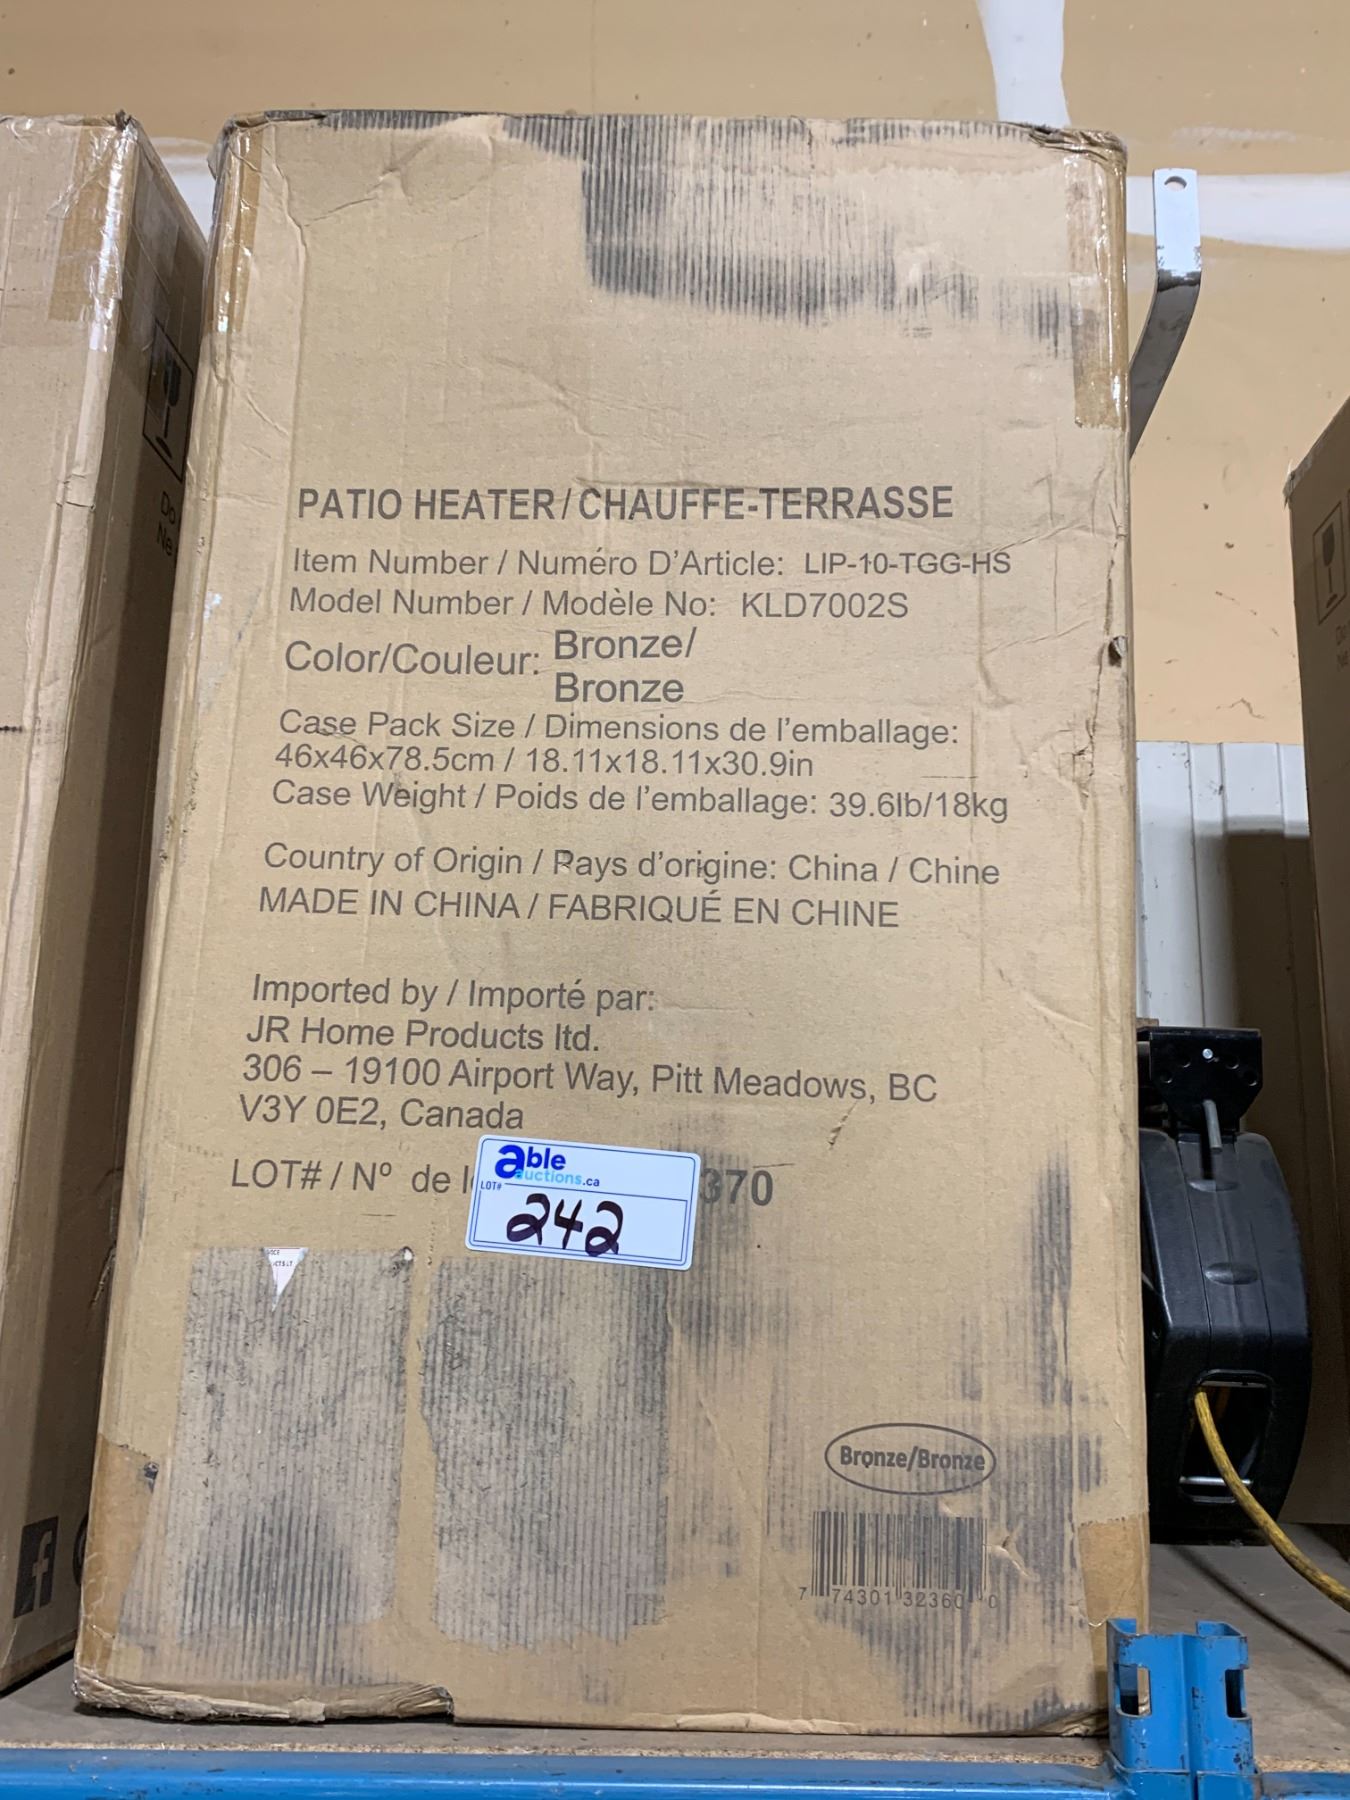 PATIO HEATER / CHAUFFE-TERRASSE
Item Number / Numéro D'Article: LIP-10-TGG-HS
Model Number / Modèle No: KLD7002S
Color/Couleur: Bronze/
Bronze
Case Pack Size / Dimensions de l'emballage:
46x46x78.5cm / 18.11x18.11x30.9in
Case Weight / Poids de l'emballage: 39.6lb/18kg
Country of Origin / Pays d'origine: China / Chine
MADE IN CHINA / FABRIQUÉ EN CHINE
Imported by / Importé par:
JR Home Products ltd.
306 – 19100 Airport Way, Pitt Meadows, BC
V3Y 0E2, Canada
LOT# / Nº de 370
able
auctions.ca
LOT#
242
Bronze/Bronze
7 74301 32360 0
Do
Ne
f